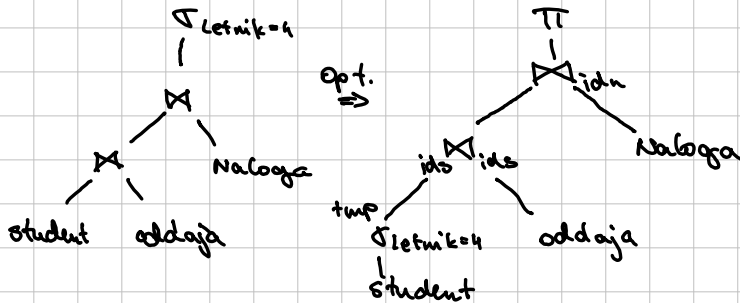 σ Letnik=4
π
Opt.
⇒
⋈
⋈ idn
⋈
Naloga
ids ⋈ ids
Naloga
student
oddaja
tmp
σ Letnik=4
oddaja
student